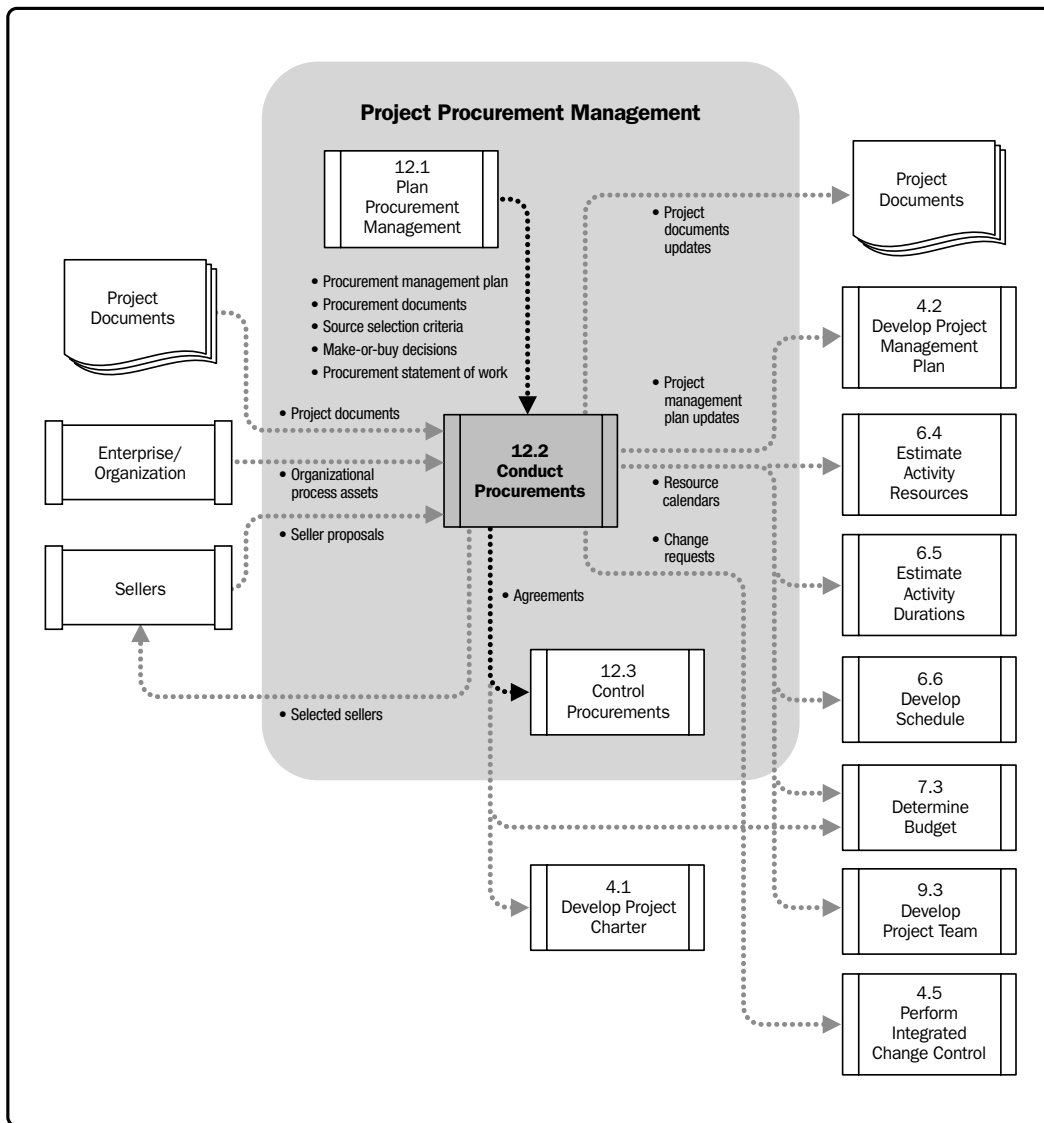 Project Procurement Management
12.1
Plan
Procurement
Management
• Procurement management plan
• Procurement documents
• Source selection criteria
• Make-or-buy decisions
• Procurement statement of work
Project
Documents
• Project documents
Enterprise/
Organization
• Organizational
process assets
Sellers
• Seller proposals
• Selected sellers
12.2
Conduct
Procurements
• Agreements
12.3
Control
Procurements
4.1
Develop Project
Charter
• Project
documents
updates
• Project
management
plan updates
• Resource
calendars
• Change
requests
Project
Documents
4.2
Develop Project
Management
Plan
6.4
Estimate
Activity
Resources
6.5
Estimate
Activity
Durations
6.6
Develop
Schedule
7.3
Determine
Budget
9.3
Develop
Project Team
4.5
Perform
Integrated
Change Control